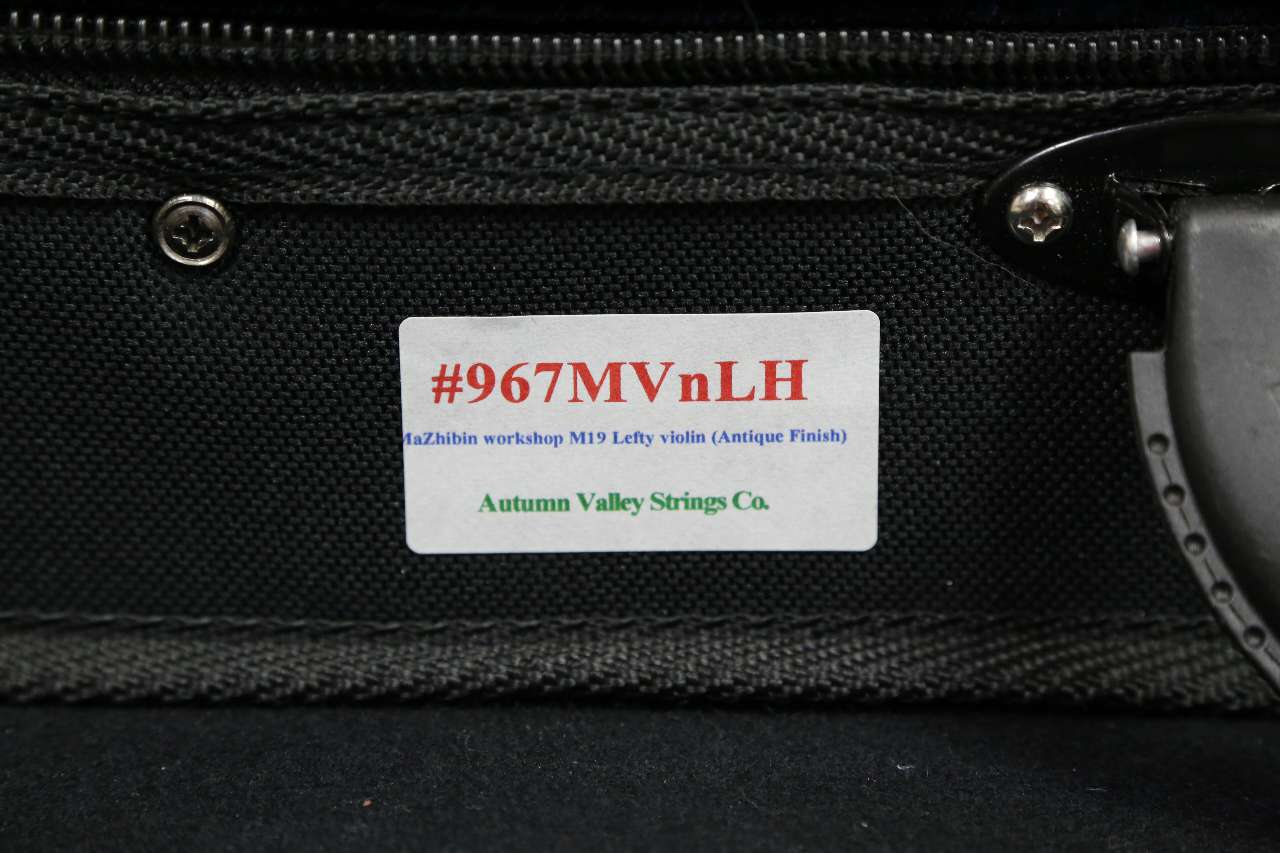 #967MVnLH
MaZhibin workshop M19 Lefty violin (Antique Finish)
Autumn Valley Strings Co.